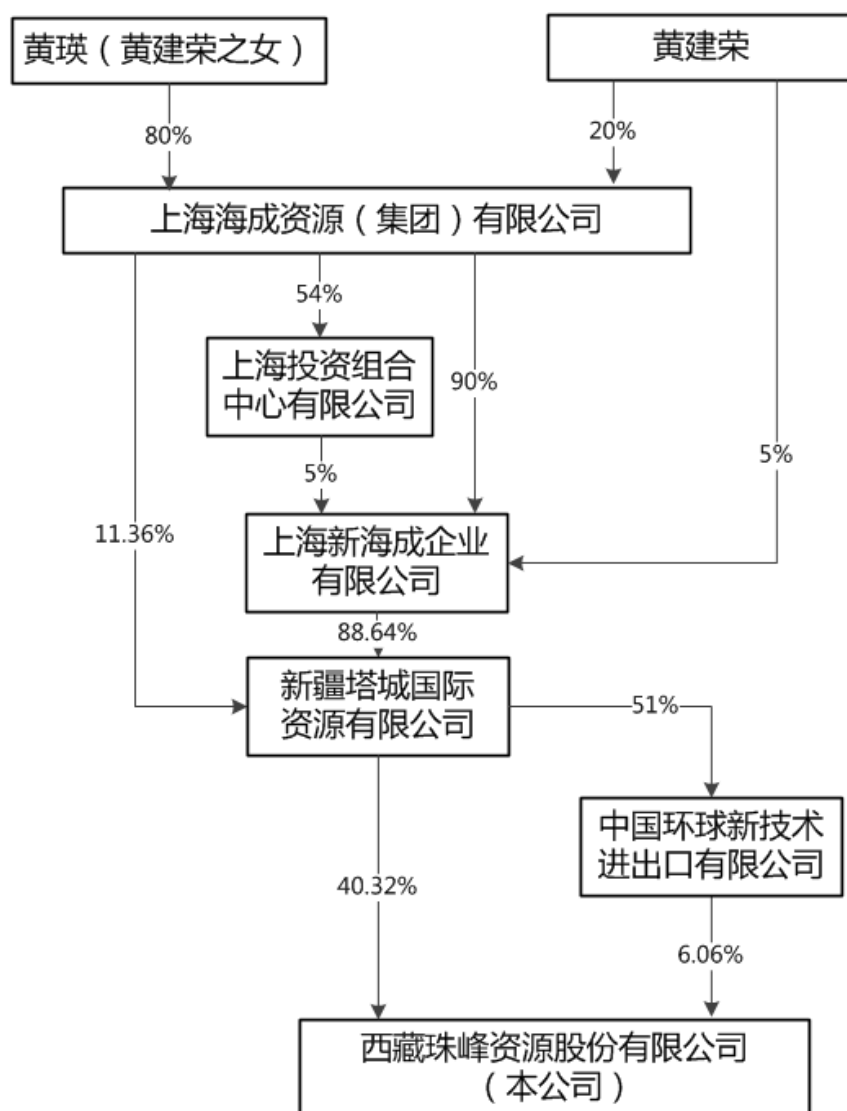 黄瑛（黄建荣之女）
黄建荣
80%
20%
上海海成资源（集团）有限公司
54%
上海投资组合
中心有限公司
90%
5%
5%
11.36%
上海新海成企业
有限公司
88.64%
新疆塔城国际
资源有限公司
51%
中国环球新技术
进出口有限公司
40.32%
6.06%
西藏珠峰资源股份有限公司
（本公司）